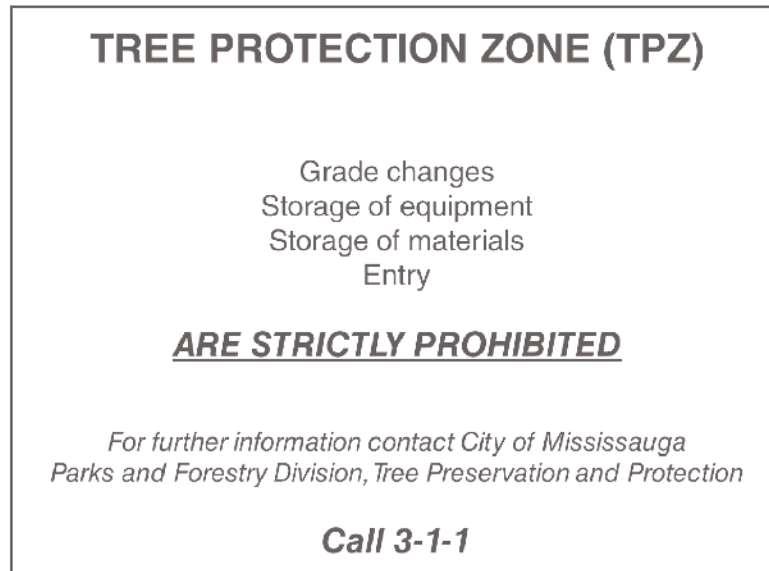 TREE PROTECTION ZONE (TPZ)
Grade changes
Storage of equipment
Storage of materials
Entry
ARE STRICTLY PROHIBITED
For further information contact City of Mississauga
Parks and Forestry Division, Tree Preservation and Protection
Call 3-1-1